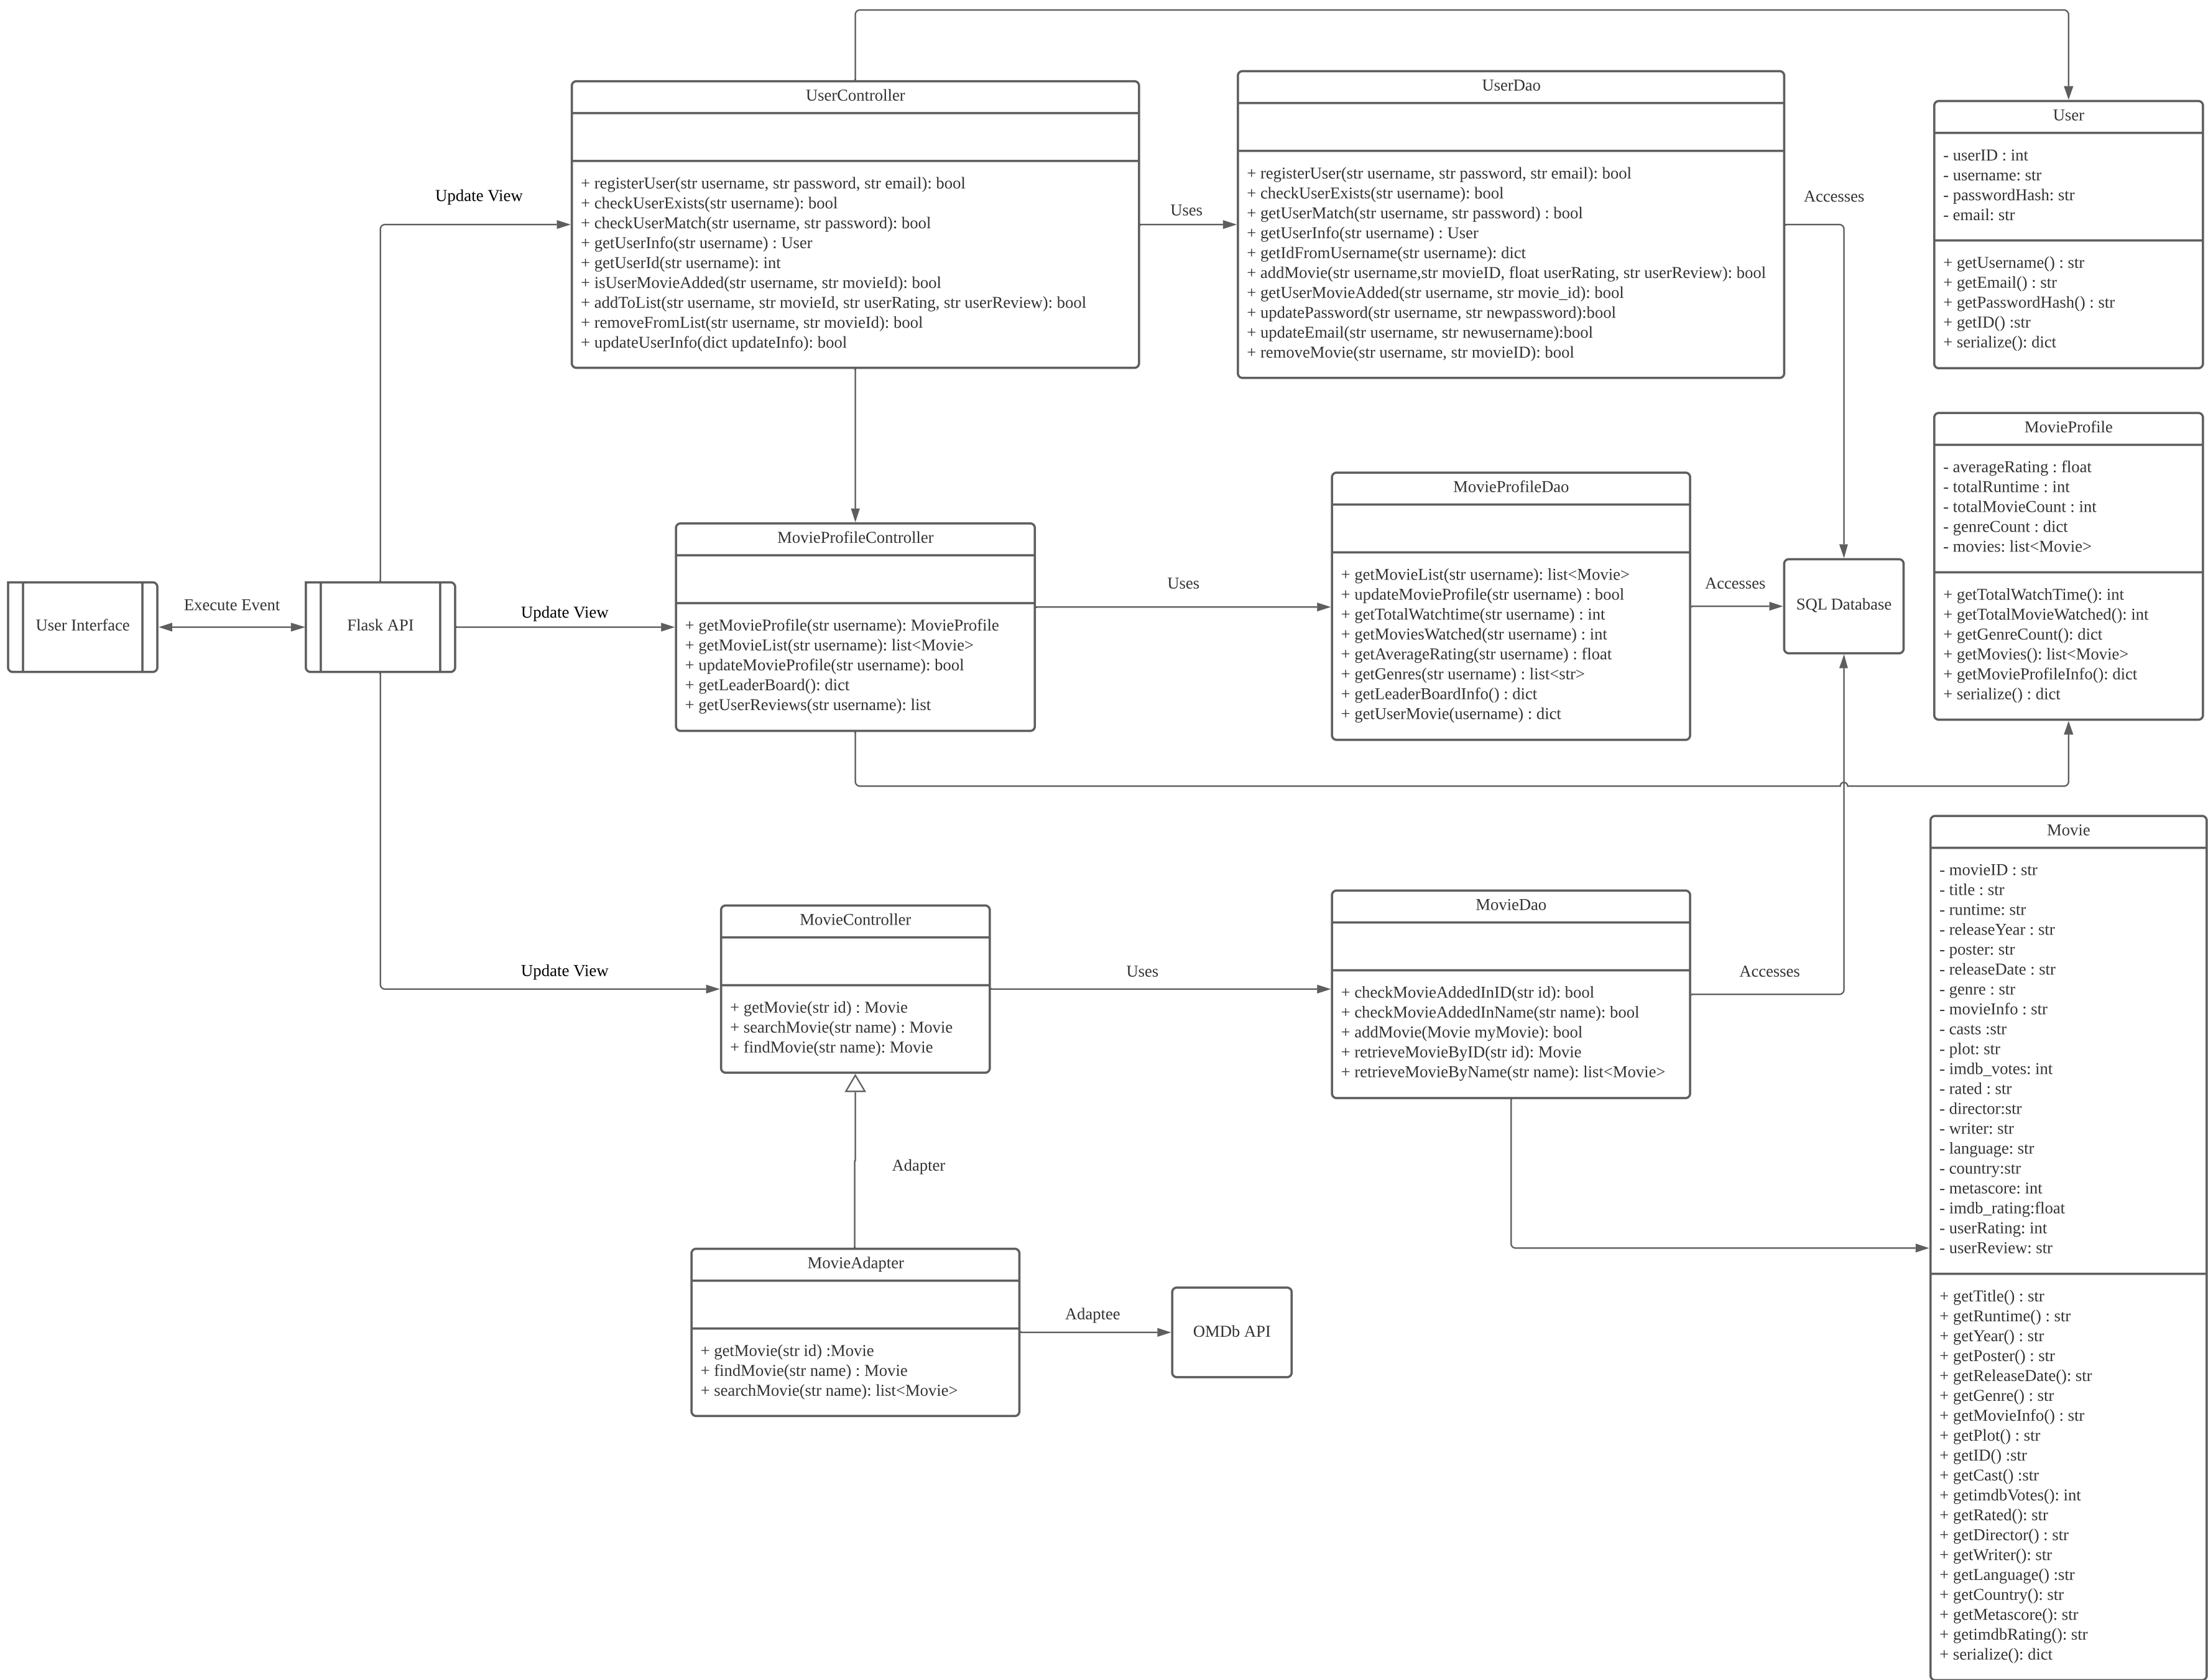 UserController
+ registerUser(str username, str password, str email): bool
+ checkUserExists(str username): bool
+ checkUserMatch(str username, str password): bool
+ getUserInfo(str username) : User
+ getUserId(str username): int
+ isUserMovieAdded(str username, str movieId): bool
+ addToList(str username, str movieId, str userRating, str userReview): bool
+ removeFromList(str username, str movieId): bool
+ updateUserInfo(dict updateInfo): bool
Update View
Uses
UserDao
+ registerUser(str username, str password, str email): bool
+ checkUserExists(str username): bool
+ getUserMatch(str username, str password) : bool
+ getUserInfo(str username) : User
+ getIdFromUsername(str username): dict
+ addMovie(str username,str movieID, float userRating, str userReview): bool
+ getUserMovieAdded(str username, str movie_id): bool
+ updatePassword(str username, str newpassword):bool
+ updateEmail(str username, str newusername):bool
+ removeMovie(str username, str movieID): bool
Accesses
User
- userID : int
- username: str
- passwordHash: str
- email: str
+ getUsername() : str
+ getEmail() : str
+ getPasswordHash() : str
+ getID() :str
+ serialize(): dict
User Interface
Execute Event
Flask API
Update View
MovieProfileController
+ getMovieProfile(str username): MovieProfile
+ getMovieList(str username): list<Movie>
+ updateMovieProfile(str username): bool
+ getLeaderBoard(): dict
+ getUserReviews(str username): list
Uses
MovieProfileDao
+ getMovieList(str username): list<Movie>
+ updateMovieProfile(str username) : bool
+ getTotalWatchtime(str username) : int
+ getMoviesWatched(str username) : int
+ getAverageRating(str username) : float
+ getGenres(str username) : list<str>
+ getLeaderBoardInfo() : dict
+ getUserMovie(username) : dict
Accesses
SQL Database
MovieProfile
- averageRating : float
- totalRuntime : int
- totalMovieCount : int
- genreCount : dict
- movies: list<Movie>
+ getTotalWatchTime(): int
+ getTotalMovieWatched(): int
+ getGenreCount(): dict
+ getMovies(): list<Movie>
+ getMovieProfileInfo(): dict
+ serialize() : dict
Update View
MovieController
+ getMovie(str id) : Movie
+ searchMovie(str name) : Movie
+ findMovie(str name): Movie
Uses
MovieDao
+ checkMovieAddedInID(str id): bool
+ checkMovieAddedInName(str name): bool
+ addMovie(Movie myMovie): bool
+ retrieveMovieByID(str id): Movie
+ retrieveMovieByName(str name): list<Movie>
Accesses
Adapter
MovieAdapter
+ getMovie(str id) :Movie
+ findMovie(str name) : Movie
+ searchMovie(str name): list<Movie>
Adaptee
OMDb API
Movie
- movieID : str
- title : str
- runtime: str
- releaseYear : str
- poster: str
- releaseDate : str
- genre : str
- movieInfo : str
- casts :str
- plot: str
- imdb_votes: int
- rated : str
- director:str
- writer: str
- language: str
- country:str
- metascore: int
- imdb_rating:float
- userRating: int
- userReview: str
+ getTitle() : str
+ getRuntime() : str
+ getYear() : str
+ getPoster() : str
+ getReleaseDate(): str
+ getGenre() : str
+ getMovieInfo() : str
+ getPlot() : str
+ getID() :str
+ getCast() :str
+ getimdbVotes(): int
+ getRated(): str
+ getDirector() : str
+ getWriter(): str
+ getLanguage() :str
+ getCountry(): str
+ getMetascore(): str
+ getimdbRating(): str
+ serialize(): dict